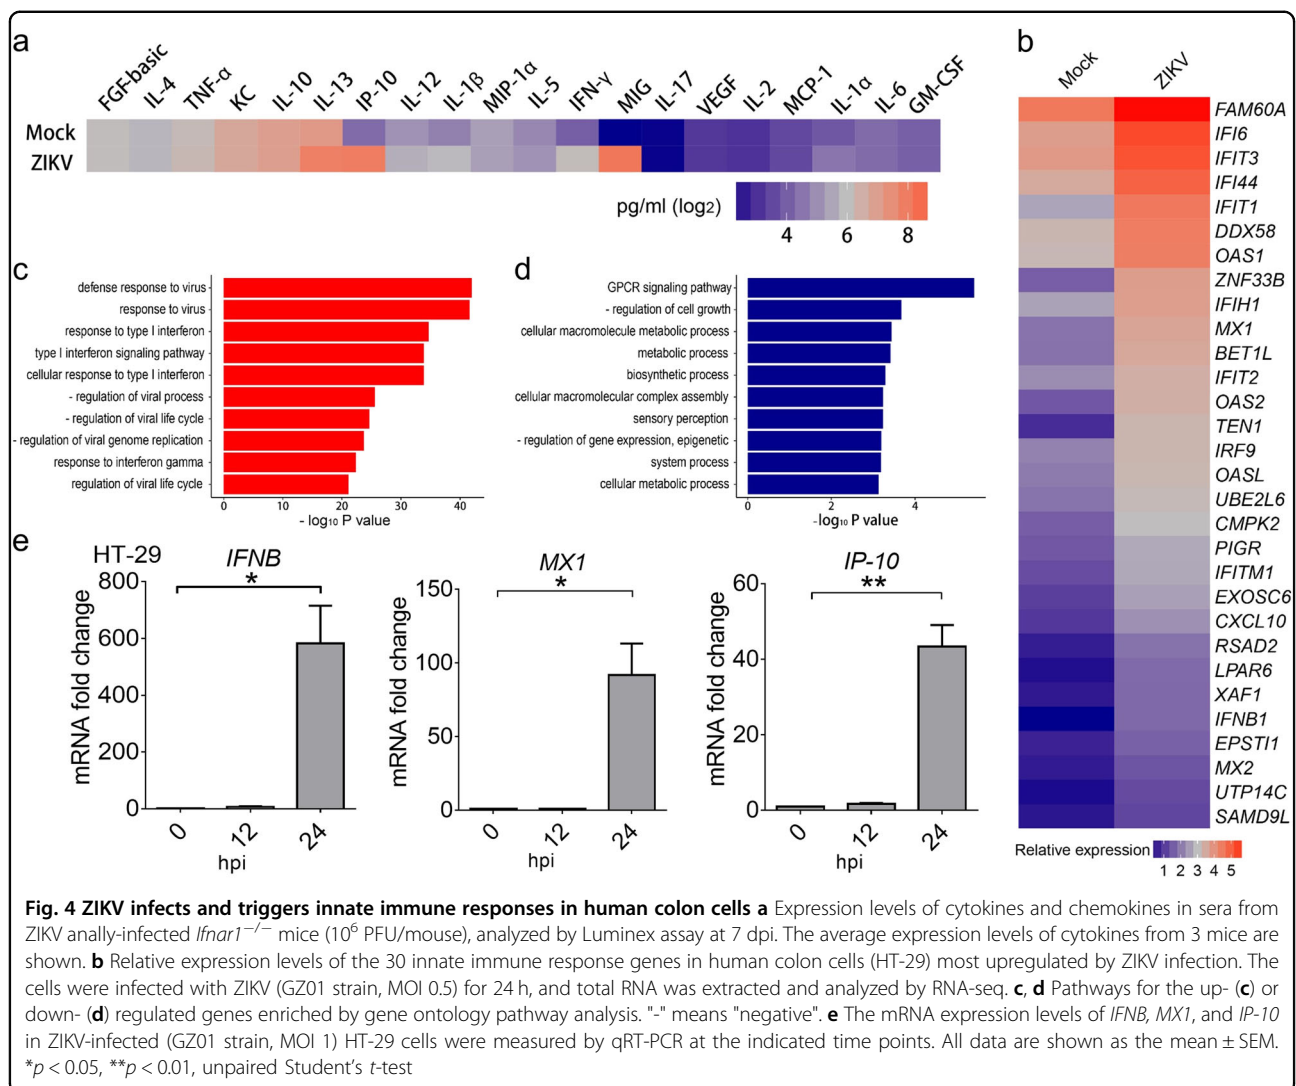 a
FGF-basic
IL-4
TNF-α
KC
IL-10
IL-13
IP-10
IL-12
IL-1β
MIP-1α
IL-5
IFN-γ
MIG
IL-17
VEGF
IL-2
MCP-1
IL-1α
IL-6
GM-CSF
Mock
ZIKV
pg/ml (log2)
4 6 8
b
Mock ZIKV
FAM60A
IFI6
IFIT3
IFI44
IFIT1
DDX58
OAS1
ZNF33B
IFIH1
MX1
BET1L
IFIT2
OAS2
TEN1
IRF9
OASL
UBE2L6
CMPK2
PIGR
IFITM1
EXOSC6
CXCL10
RSAD2
LPAR6
XAF1
IFNB1
EPSTI1
MX2
UTP14C
SAMD9L
Relative expression
1 2 3 4 5
c
defense response to virus
response to virus
response to type I interferon
type I interferon signaling pathway
cellular response to type I interferon
- regulation of viral process
- regulation of viral life cycle
- regulation of viral genome replication
response to interferon gamma
regulation of viral life cycle
0 10 20 30 40
- log10 P value
d
GPCR signaling pathway
- regulation of cell growth
cellular macromolecule metabolic process
metabolic process
biosynthetic process
cellular macromolecular complex assembly
sensory perception
- regulation of gene expression, epigenetic
system process
cellular metabolic process
0 2 4
-log10 P value
e
HT-29
IFNB
*
mRNA fold change
800
600
400
200
0
0 12 24
hpi
MX1
*
mRNA fold change
150
100
50
0
0 12 24
hpi
IP-10
**
mRNA fold change
60
40
20
0
0 12 24
hpi
Fig. 4 ZIKV infects and triggers innate immune responses in human colon cells a Expression levels of cytokines and chemokines in sera from
ZIKV anally-infected Ifnar1−/− mice (10⁶ PFU/mouse), analyzed by Luminex assay at 7 dpi. The average expression levels of cytokines from 3 mice are
shown. b Relative expression levels of the 30 innate immune response genes in human colon cells (HT-29) most upregulated by ZIKV infection. The
cells were infected with ZIKV (GZ01 strain, MOI 0.5) for 24 h, and total RNA was extracted and analyzed by RNA-seq. c, d Pathways for the up- (c) or
down- (d) regulated genes enriched by gene ontology pathway analysis. "-" means "negative". e The mRNA expression levels of IFNB, MX1, and IP-10
in ZIKV-infected (GZ01 strain, MOI 1) HT-29 cells were measured by qRT-PCR at the indicated time points. All data are shown as the mean ± SEM.
*p < 0.05, **p < 0.01, unpaired Student's t-test